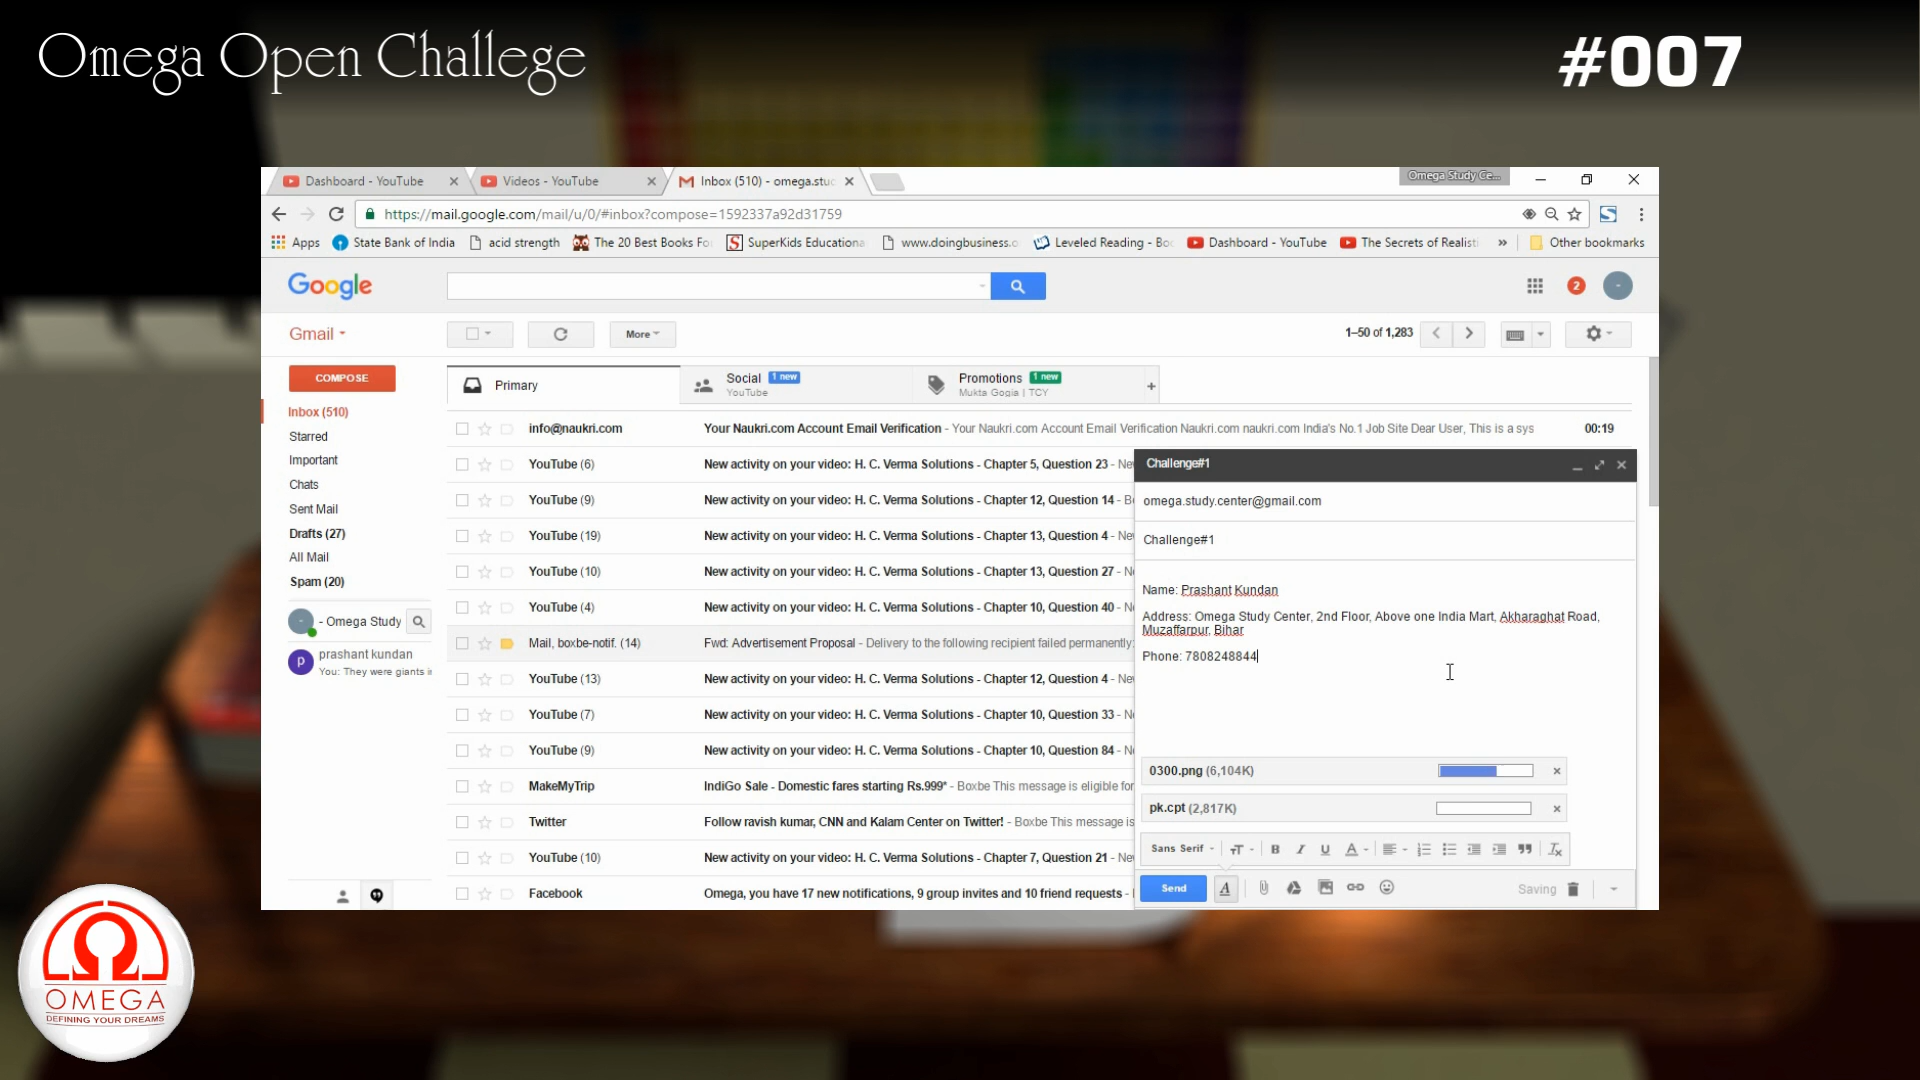 Omega Open Challege
#007
Dashboard - YouTube
Videos - YouTube
Inbox (510) - omega.stuc
Omega Study Ce...
https://mail.google.com/mail/u/0/#inbox?compose=1592337a92d31759
Apps
State Bank of India
acid strength
The 20 Best Books Fo
SuperKids Educationa
www.doingbusiness.o
Leveled Reading - Bo
Dashboard - YouTube
The Secrets of Realisti
»
Other bookmarks
Google
2
Gmail
More
1–50 of 1,283
COMPOSE
Inbox (510)
Starred
Important
Chats
Sent Mail
Drafts (27)
All Mail
Spam (20)
- Omega Study
p
prashant kundan
You: They were giants i
Primary
Social 1 new
YouTube
Promotions 1 new
Mukta Gogia | TCY
+
info@naukri.com Your Naukri.com Account Email Verification - Your Naukri.com Account Email Verification Naukri.com naukri.com India's No.1 Job Site Dear User, This is a sys 00:19
YouTube (6) New activity on your video: H. C. Verma Solutions - Chapter 5, Question 23 - Ne
YouTube (9) New activity on your video: H. C. Verma Solutions - Chapter 12, Question 14 - B
YouTube (19) New activity on your video: H. C. Verma Solutions - Chapter 13, Question 4 - Ne
YouTube (10) New activity on your video: H. C. Verma Solutions - Chapter 13, Question 27 - N
YouTube (4) New activity on your video: H. C. Verma Solutions - Chapter 10, Question 40 - N
Mail, boxbe-notif. (14) Fwd: Advertisement Proposal - Delivery to the following recipient failed permanently:
YouTube (13) New activity on your video: H. C. Verma Solutions - Chapter 12, Question 4 - Ne
YouTube (7) New activity on your video: H. C. Verma Solutions - Chapter 10, Question 33 - N
YouTube (9) New activity on your video: H. C. Verma Solutions - Chapter 10, Question 84 - N
MakeMyTrip IndiGo Sale - Domestic fares starting Rs.999* - Boxbe This message is eligible for
Twitter Follow ravish kumar, CNN and Kalam Center on Twitter! - Boxbe This message is
YouTube (10) New activity on your video: H. C. Verma Solutions - Chapter 7, Question 21 - Ne
Facebook Omega, you have 17 new notifications, 9 group invites and 10 friend requests -
Challenge#1
omega.study.center@gmail.com
Challenge#1
Name: Prashant Kundan
Address: Omega Study Center, 2nd Floor, Above one India Mart, Akharaghat Road,
Muzaffarpur, Bihar
Phone: 7808248844
0300.png (6,104K)
pk.cpt (2,817K)
Sans Serif
Send
Saving
OMEGA
DEFINING YOUR DREAMS